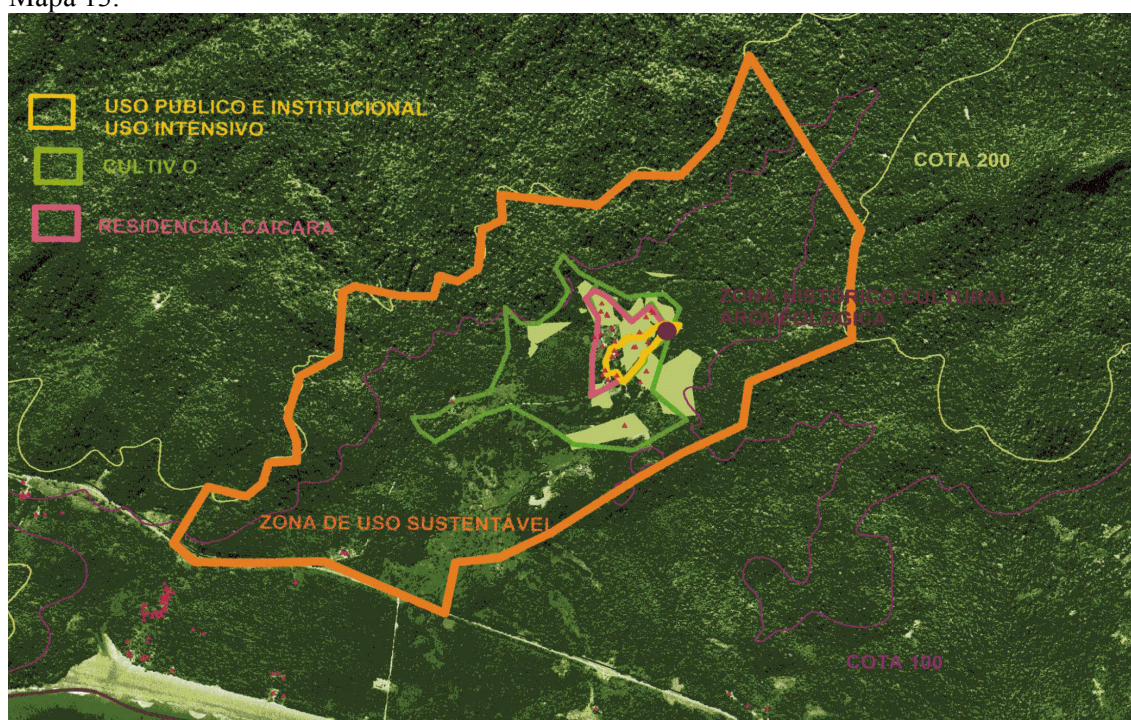 Mapa 13:
USO PUBLICO E INSTITUCIONAL
USO INTENSIVO
CULTIV O
RESIDENCIAL CAICARA
COTA 200
ZONA HISTÓRICO CULTURAL
ARQUEOLÓGICA
ZONA DE USO SUSTENTÁVEL
COTA 100